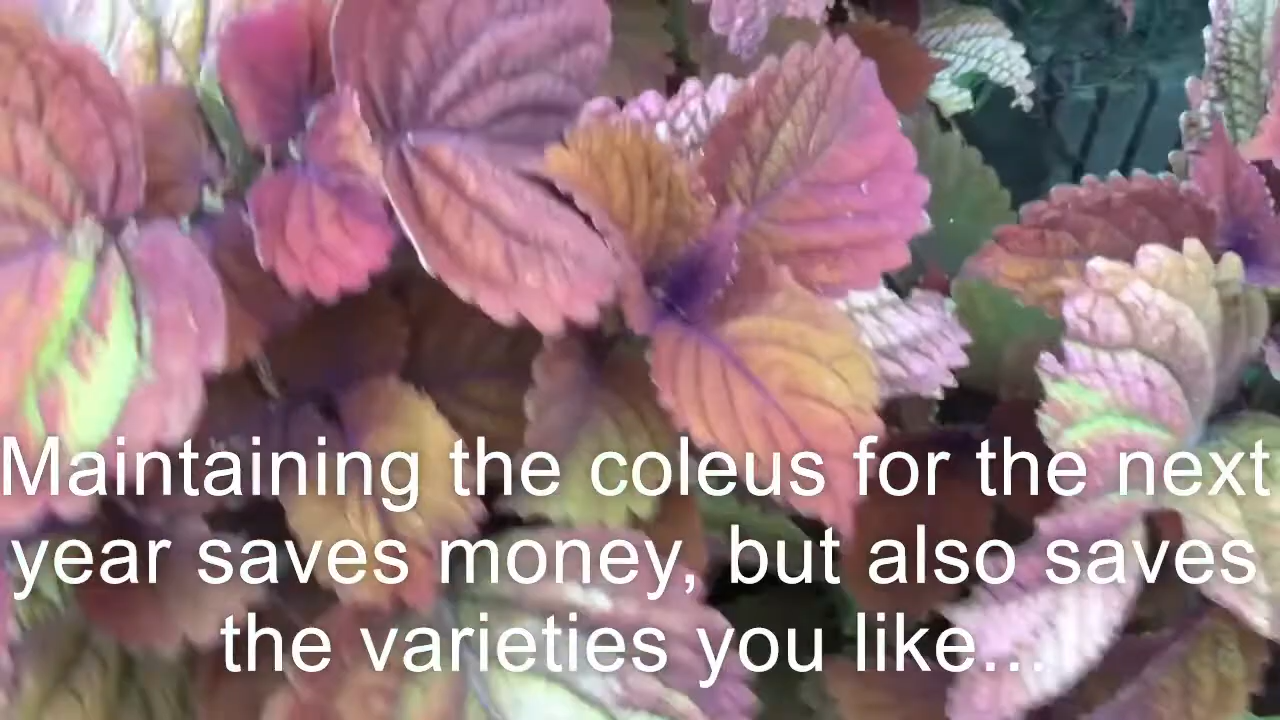 Maintaining the coleus for the next
year saves money, but also saves
the varieties you like...